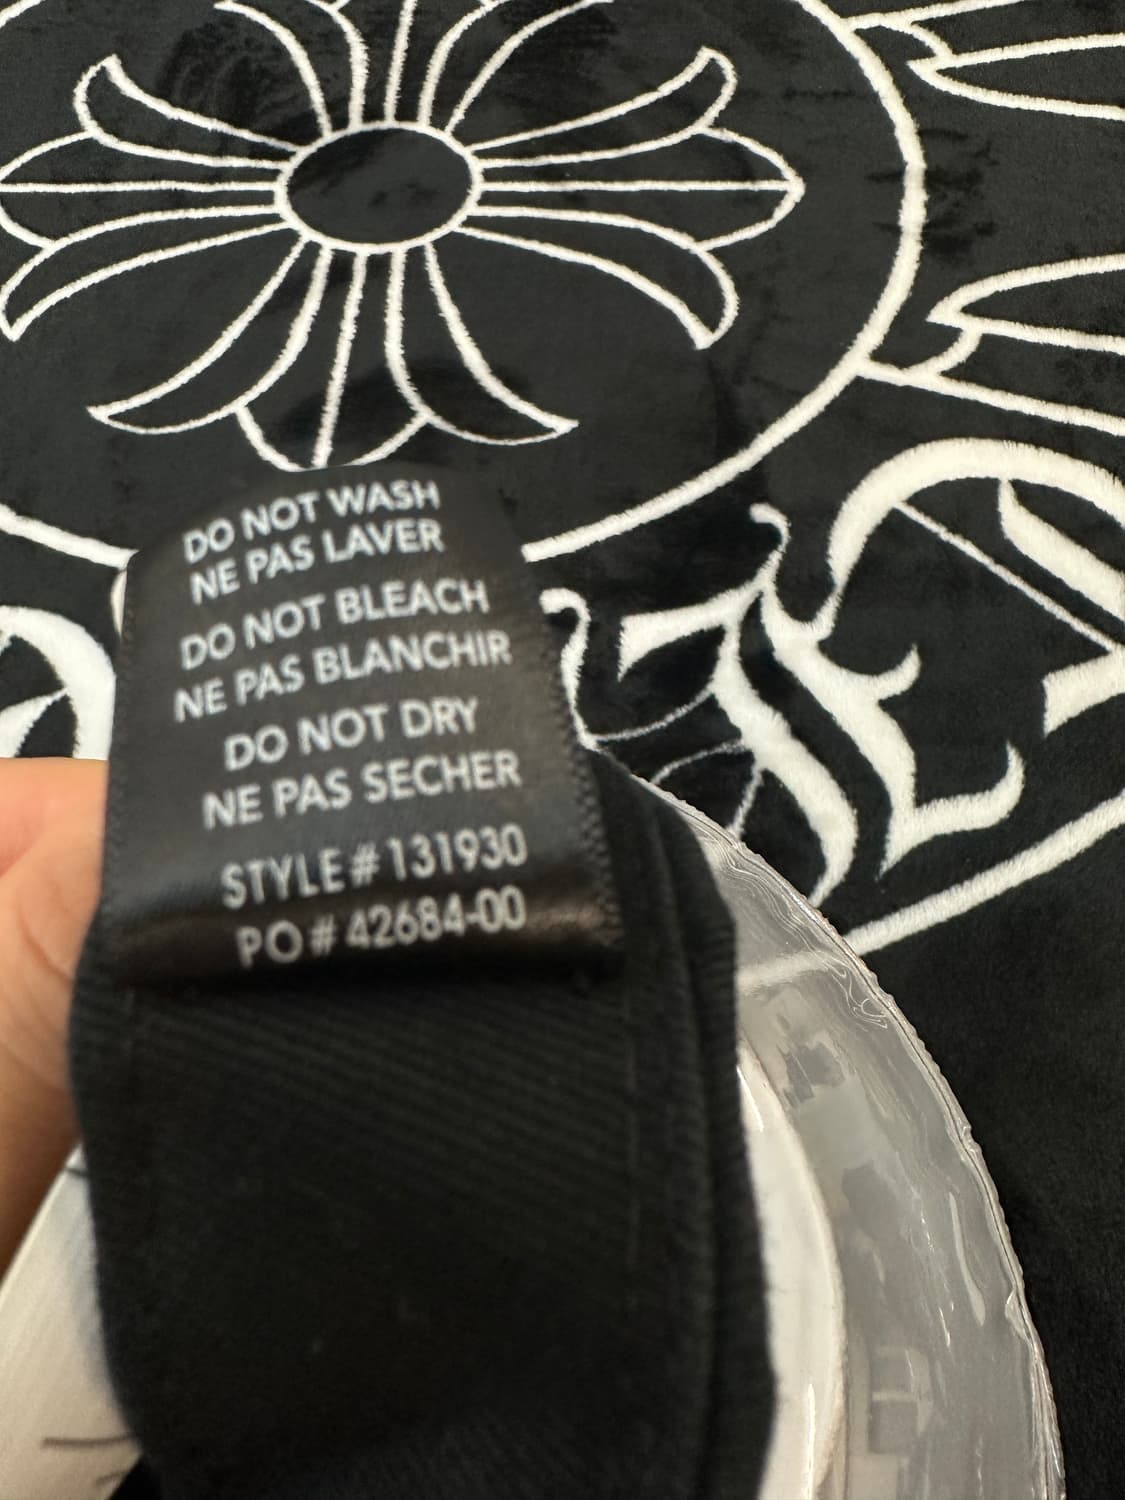 DO NOT WASH
NE PAS LAVER
DO NOT BLEACH
NE PAS BLANCHIR
DO NOT DRY
NE PAS SECHER
STYLE # 131930
PO # 42684-00